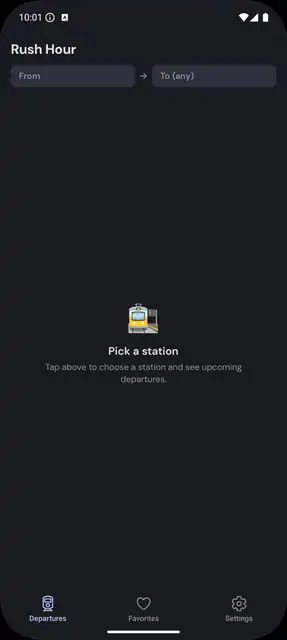 10:01
Rush Hour
From → To (any)
Pick a station
Tap above to choose a station and see upcoming
departures.
Departures Favorites Settings